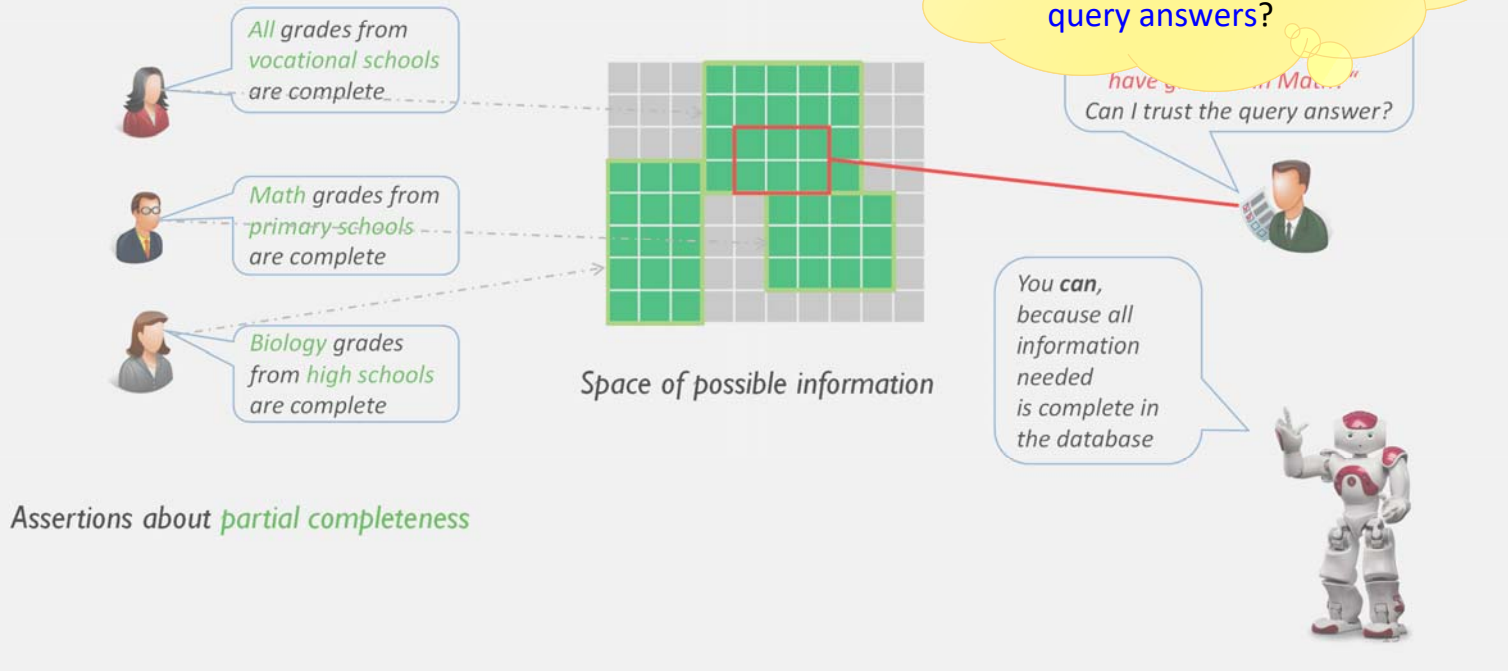 All grades from
vocational schools
are complete
Math grades from
primary schools
are complete
Biology grades
from high schools
are complete
Assertions about partial completeness
Space of possible information
query answers?
have in
Can I trust the query answer?
You can,
because all
information
needed
is complete in
the database